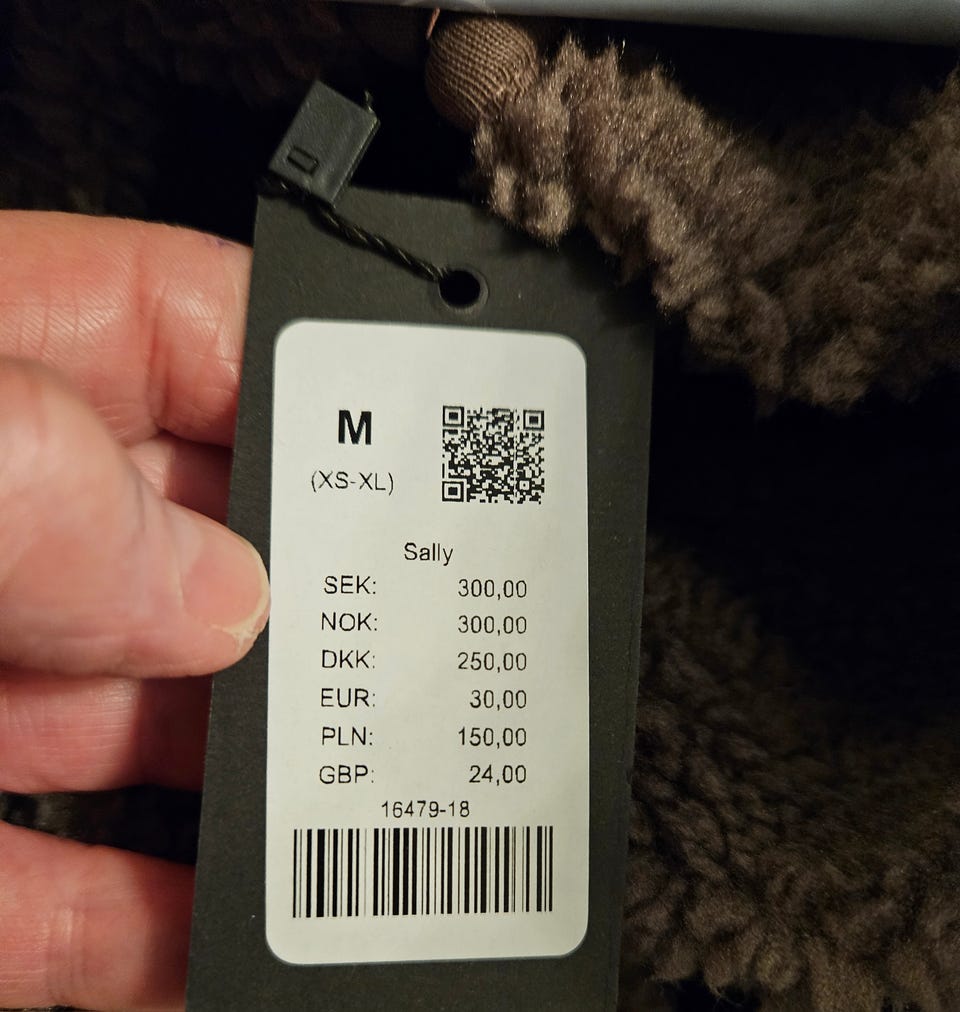 M
(XS-XL)
Sally
SEK: 300,00
NOK: 300,00
DKK: 250,00
EUR: 30,00
PLN: 150,00
GBP: 24,00
16479-18